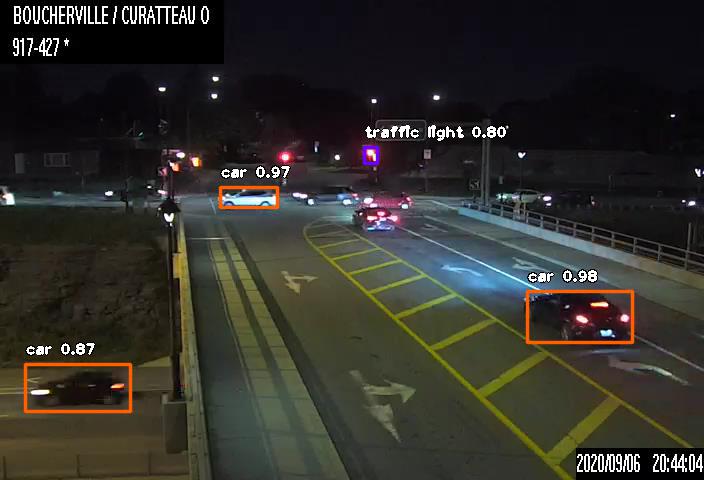 BOUCHERVILLE / CURATTEAU O
917-427 *
traffic light 0.80
car 0.97
car 0.98
car 0.87
2020/09/06 20:44:04